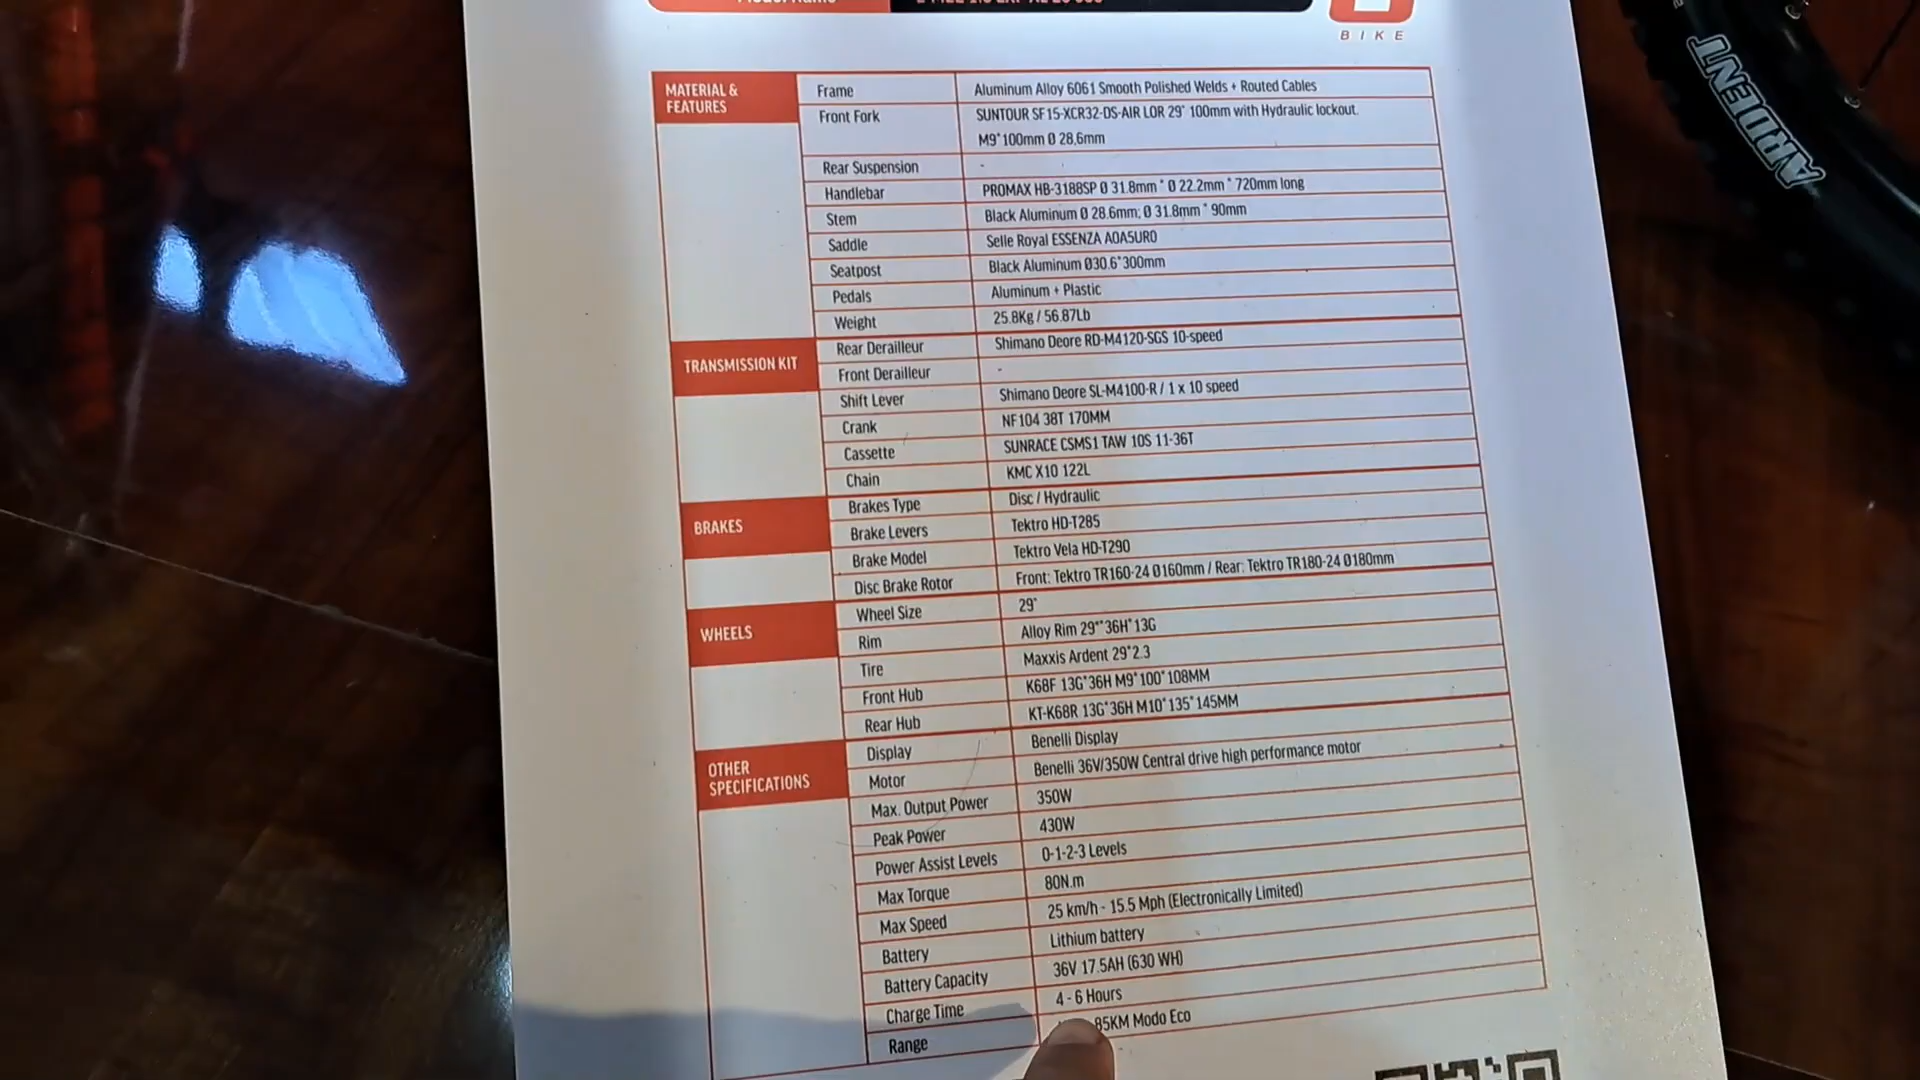 BIKE
ARDENT
MATERIAL & FEATURES
Frame Aluminum Alloy 6061 Smooth Polished Welds + Routed Cables
Front Fork SUNTOUR SF15-XCR32-DS-AIR LOR 29" 100mm with Hydraulic lockout.
M9*100mm Ø 28.6mm
Rear Suspension -
Handlebar PROMAX HB-3188SP Ø 31.8mm * Ø 22.2mm * 720mm long
Stem Black Aluminum Ø 28.6mm; Ø 31.8mm * 90mm
Saddle Selle Royal ESSENZA A0A5UR0
Seatpost Black Aluminum Ø30.6*300mm
Pedals Aluminum + Plastic
Weight 25.8Kg / 56.87Lb
TRANSMISSION KIT
Rear Derailleur Shimano Deore RD-M4120-SGS 10-speed
Front Derailleur -
Shift Lever Shimano Deore SL-M4100-R / 1 x 10 speed
Crank NF104 38T 170MM
Cassette SUNRACE CSMS1 TAW 10S 11-36T
Chain KMC X10 122L
BRAKES
Brakes Type Disc / Hydraulic
Brake Levers Tektro HD-T285
Brake Model Tektro Vela HD-T290
Disc Brake Rotor Front: Tektro TR160-24 Ø160mm / Rear: Tektro TR180-24 Ø180mm
WHEELS
Wheel Size 29"
Rim Alloy Rim 29"*36H*13G
Tire Maxxis Ardent 29*2.3
Front Hub K68F 13G*36H M9*100*108MM
Rear Hub KT-K68R 13G*36H M10*135*145MM
OTHER SPECIFICATIONS
Display Benelli Display
Motor Benelli 36V/350W Central drive high performance motor
Max. Output Power 350W
Peak Power 430W
Power Assist Levels 0-1-2-3 Levels
Max Torque 80N.m
Max Speed 25 km/h - 15.5 Mph (Electronically Limited)
Battery Lithium battery
Battery Capacity 36V 17.5AH (630 WH)
Charge Time 4 - 6 Hours
Range 85KM Modo Eco